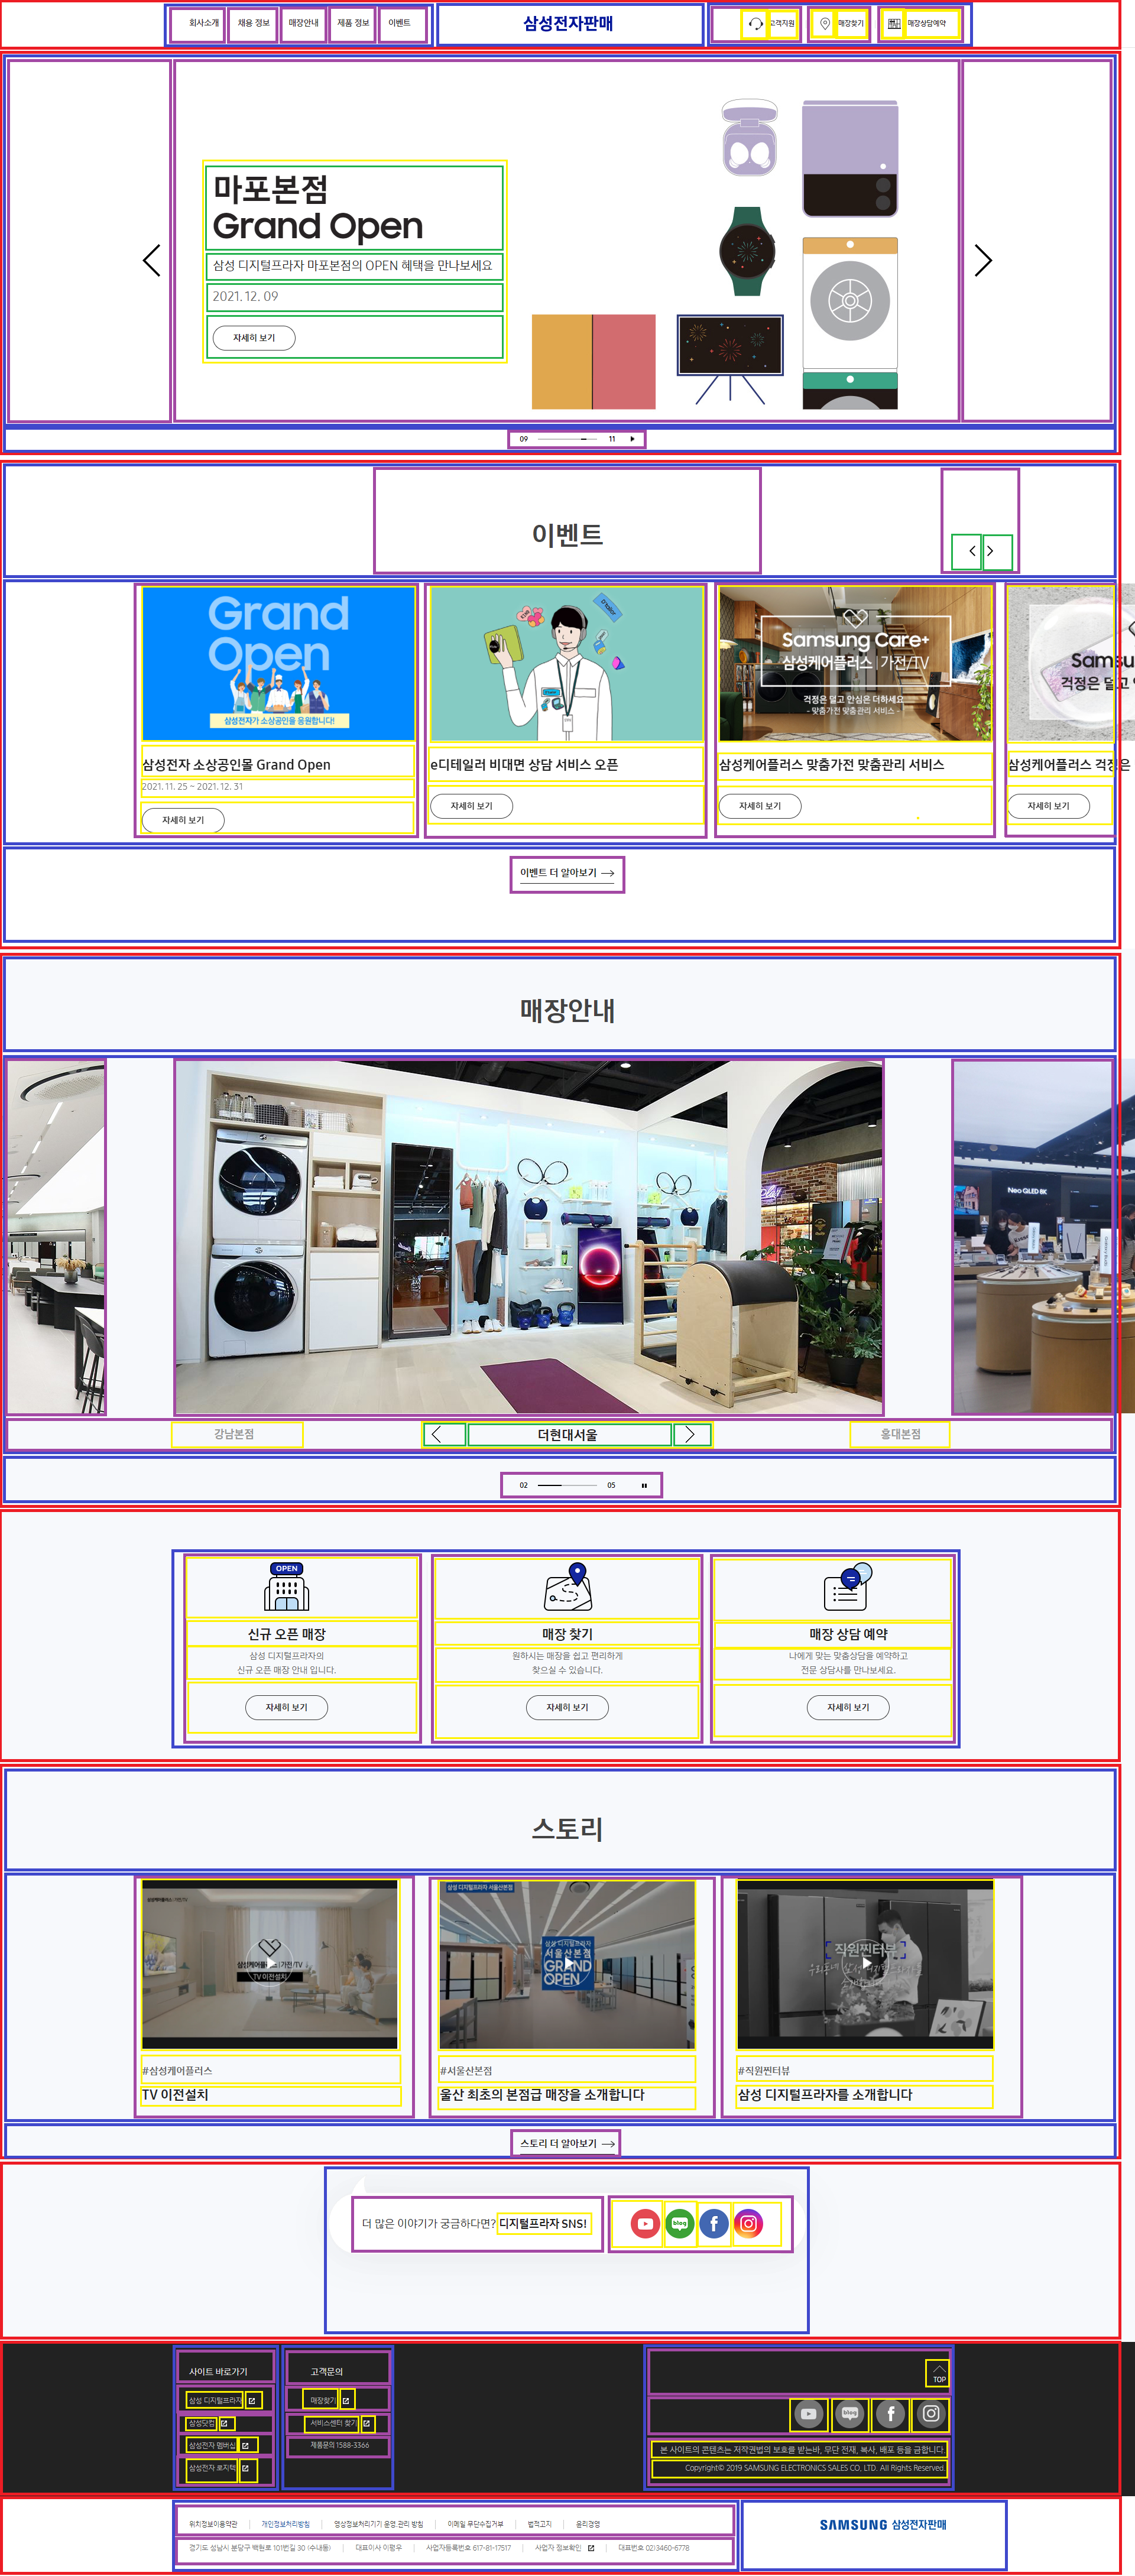 회사소개 채용 정보 매장안내 제품 정보 이벤트
삼성전자판매
고객지원 매장찾기 매장상담예약
마포본점
Grand Open
삼성 디지털프라자 마포본점의 OPEN 혜택을 만나보세요
2021. 12. 09
자세히 보기
09 11
이벤트
Grand
Open
삼성전자가 소상공인을 응원합니다!
삼성전자 소상공인몰 Grand Open
2021. 11. 25 ~ 2021. 12. 31
자세히 보기
e디테일러 비대면 상담 서비스 오픈
자세히 보기
Samsung Care+
삼성케어플러스 | 가전/TV
걱정은 덜고 안심은 더하세요
- 맞춤가전 맞춤관리 서비스 -
삼성케어플러스 맞춤가전 맞춤관리 서비스
자세히 보기
Samsu
걱정은 덜고
삼성케어플러스 걱정은
자세히 보기
이벤트 더 알아보기
매장안내
Neo QLED 8K
강남본점 더현대서울 홍대본점
02 05
OPEN
신규 오픈 매장
삼성 디지털프라자의
신규 오픈 매장 안내 입니다.
자세히 보기
매장 찾기
원하시는 매장을 쉽고 편리하게
찾으실 수 있습니다.
자세히 보기
매장 상담 예약
나에게 맞는 맞춤상담을 예약하고
전문 상담사를 만나보세요.
자세히 보기
스토리
삼성케어플러스 가전/TV
TV 이전설치
#삼성케어플러스
TV 이전설치
삼성 디지털프라자 서울산본점
삼성 디지털프라자
서울산본점
GRAND
OPEN
#서울산본점
울산 최초의 본점급 매장을 소개합니다
직원찐터뷰
#직원찐터뷰
삼성 디지털프라자를 소개합니다
스토리 더 알아보기
더 많은 이야기가 궁금하다면? 디지털프라자 SNS!
blog
사이트 바로가기
삼성 디지털프라자
삼성닷컴
삼성전자 멤버십
삼성전자 로지텍
고객문의
매장찾기
서비스센터 찾기
제품문의 1588-3366
TOP
blog
본 사이트의 콘텐츠는 저작권법의 보호를 받는바, 무단 전재, 복사, 배포 등을 금합니다.
Copyright© 2019 SAMSUNG ELECTRONICS SALES CO, LTD. All Rights Reserved.
위치정보이용약관 개인정보처리방침 영상정보처리기기 운영.관리 방침 이메일 무단수집거부 법적고지 윤리경영
경기도 성남시 분당구 백현로 101번길 30 (수내동) 대표이사 이평우 사업자등록번호 617-81-17517 사업자 정보확인 대표번호 02)3460-6778
SAMSUNG 삼성전자판매